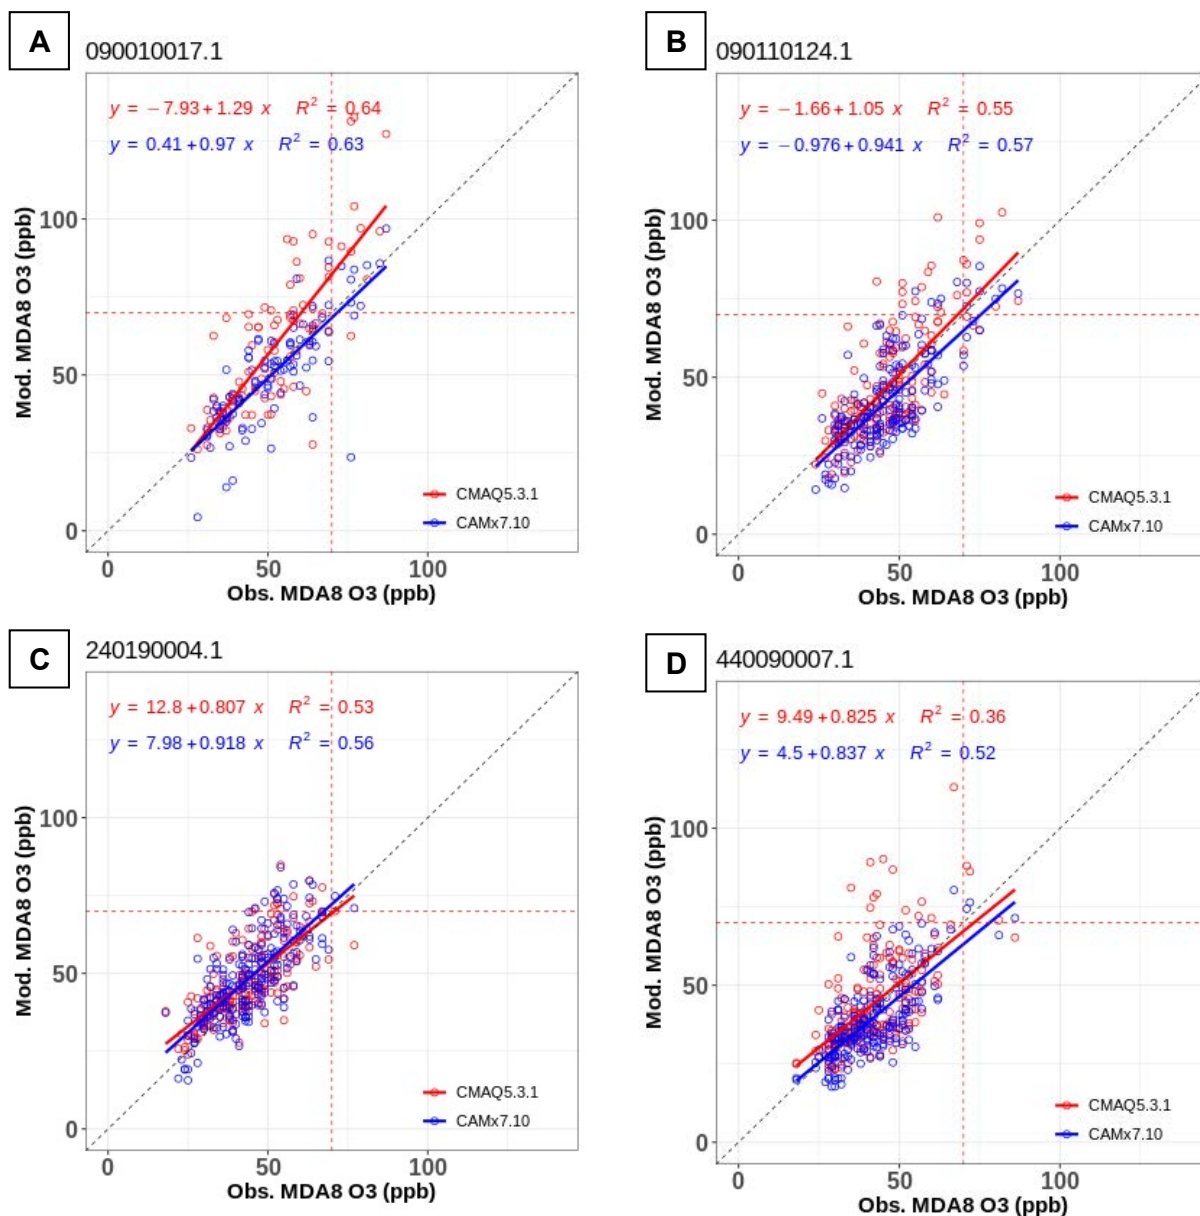 A
090010017.1
y = −7.93+1.29 x R² = 0.64
y = 0.41+0.97 x R² = 0.63
Mod. MDA8 O3 (ppb)
100
50
0
CMAQ5.3.1
CAMx7.10
0 50 100
Obs. MDA8 O3 (ppb)
B
090110124.1
y = −1.66+1.05 x R² = 0.55
y = −0.976+0.941 x R² = 0.57
Mod. MDA8 O3 (ppb)
100
50
0
CMAQ5.3.1
CAMx7.10
0 50 100
Obs. MDA8 O3 (ppb)
C
240190004.1
y = 12.8+0.807 x R² = 0.53
y = 7.98+0.918 x R² = 0.56
Mod. MDA8 O3 (ppb)
100
50
0
CMAQ5.3.1
CAMx7.10
0 50 100
Obs. MDA8 O3 (ppb)
D
440090007.1
y = 9.49+0.825 x R² = 0.36
y = 4.5+0.837 x R² = 0.52
Mod. MDA8 O3 (ppb)
100
50
0
CMAQ5.3.1
CAMx7.10
0 50 100
Obs. MDA8 O3 (ppb)